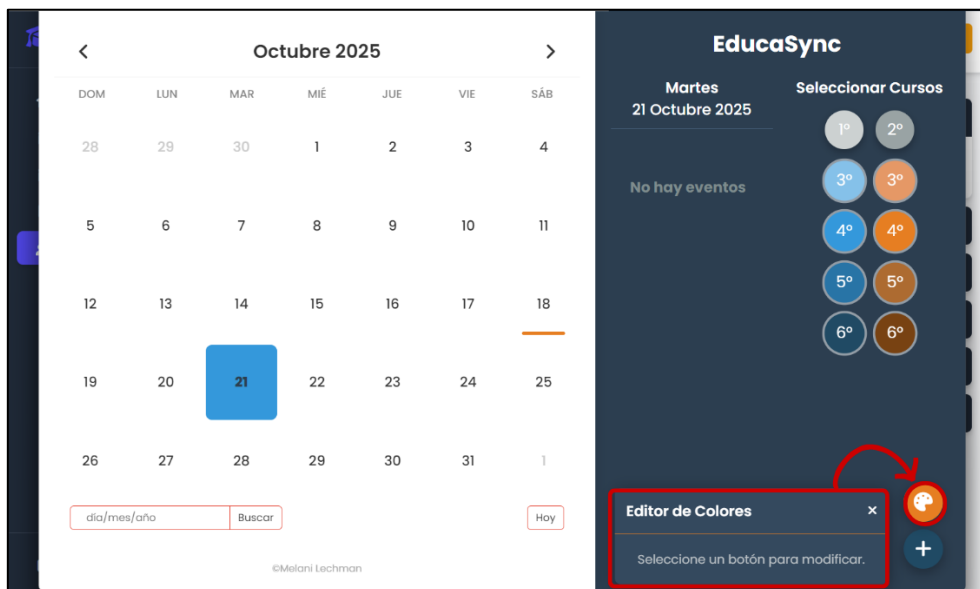 Octubre 2025
DOM LUN MAR MIÉ JUE VIE SÁB
28 29 30 1 2 3 4
5 6 7 8 9 10 11
12 13 14 15 16 17 18
19 20 21 22 23 24 25
26 27 28 29 30 31 1
día/mes/año Buscar Hoy
©Melani Lechman
EducaSync
Martes
21 Octubre 2025
No hay eventos
Seleccionar Cursos
1º 2º
3º 3º
4º 4º
5º 5º
6º 6º
Editor de Colores ×
Seleccione un botón para modificar.
+